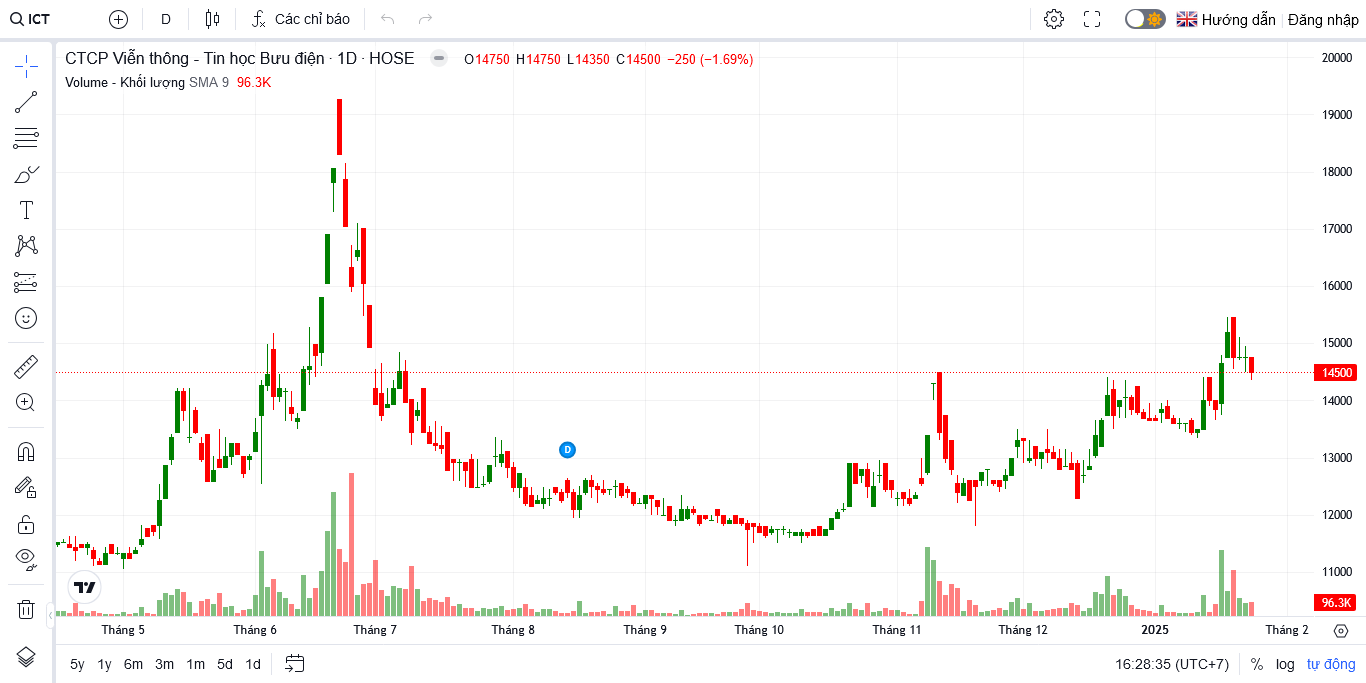 ICT D Các chỉ báo Hướng dẫn Đăng nhập
CTCP Viễn thông - Tin học Bưu điện · 1D · HOSE O14750 H14750 L14350 C14500 −250 (−1.69%)
Volume - Khối lượng SMA 9 96.3K
20000
19000
18000
17000
16000
15000
14500
14000
13000
12000
11000
96.3K
D
Tháng 5 Tháng 6 Tháng 7 Tháng 8 Tháng 9 Tháng 10 Tháng 11 Tháng 12 2025 Tháng 2
5y 1y 6m 3m 1m 5d 1d 16:28:35 (UTC+7) % log tự động